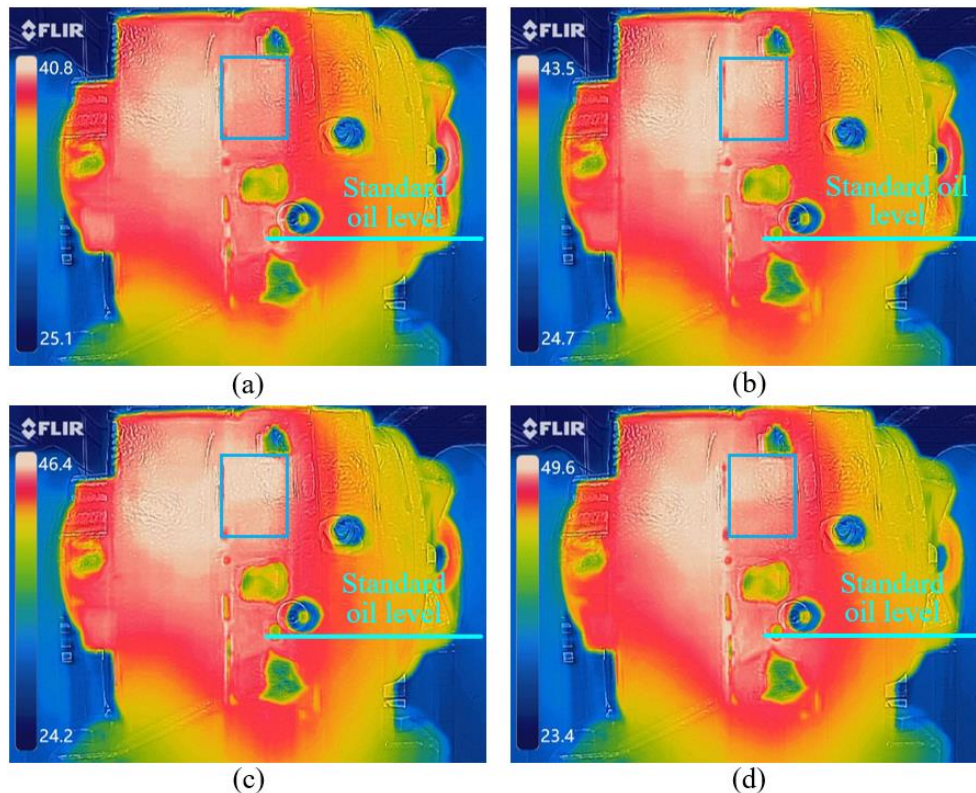 FLIR
40.8
Standard
oil level
25.1
(a)
FLIR
43.5
Standard oil
level
24.7
(b)
FLIR
46.4
Standard
oil level
24.2
(c)
FLIR
49.6
Standard
oil level
23.4
(d)